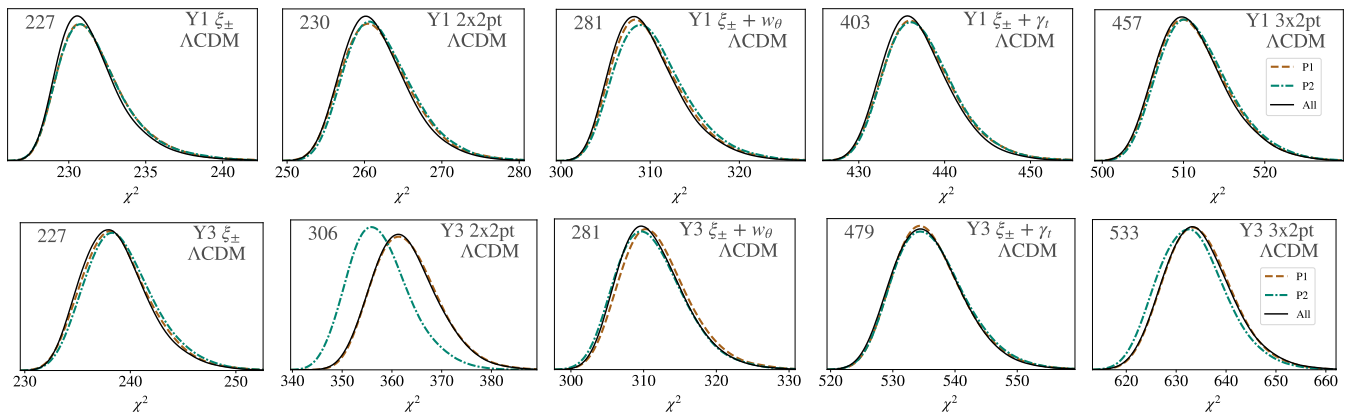 227 Y1 ξ±
ΛCDM
230 235 240
χ²
230 Y1 2x2pt
ΛCDM
250 260 270 280
χ²
281 Y1 ξ± + wθ
ΛCDM
300 310 320
χ²
403 Y1 ξ± + γt
ΛCDM
430 440 450
χ²
457 Y1 3x2pt
ΛCDM
P1
P2
All
500 510 520
χ²
227 Y3 ξ±
ΛCDM
230 240 250
χ²
306 Y3 2x2pt
ΛCDM
340 350 360 370 380
χ²
281 Y3 ξ± + wθ
ΛCDM
300 310 320 330
χ²
479 Y3 ξ± + γt
ΛCDM
520 530 540 550
χ²
533 Y3 3x2pt
ΛCDM
P1
P2
All
620 630 640 650 660
χ²